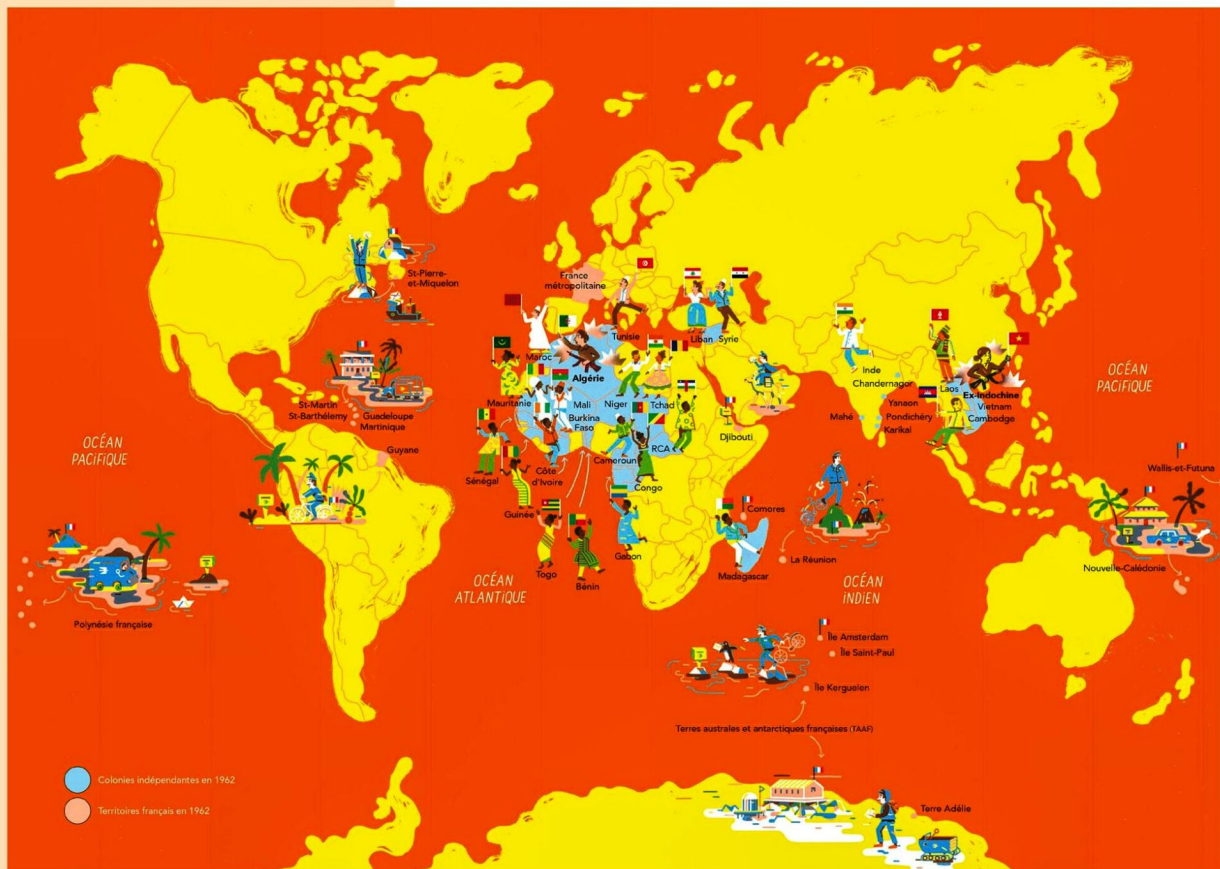 St-Pierre-
et-Miquelon
France
métropolitaine
Tunisie
Liban
Syrie
Maroc
Algérie
Mauritanie
Mali
Niger
Tchad
Burkina
Faso
Sénégal
Côte
d'Ivoire
Cameroun
RCA
Congo
Guinée
Togo
Bénin
Gabon
Djibouti
Comores
Madagascar
La Réunion
Inde
Chandernagor
Yanaon
Mahé
Pondichéry
Karikal
Laos
Ex-Indochine
Vietnam
Cambodge
OCÉAN
PACIFIQUE
St-Martin
St-Barthélemy
Guadeloupe
Martinique
Guyane
OCÉAN
PACIFIQUE
Polynésie française
OCÉAN
ATLANTIQUE
OCÉAN
INDIEN
Wallis-et-Futuna
Nouvelle-Calédonie
Île Amsterdam
Île Saint-Paul
Île Kerguelen
Terres australes et antarctiques françaises (TAAF)
Terre Adélie
Colonies indépendantes en 1962
Territoires français en 1962